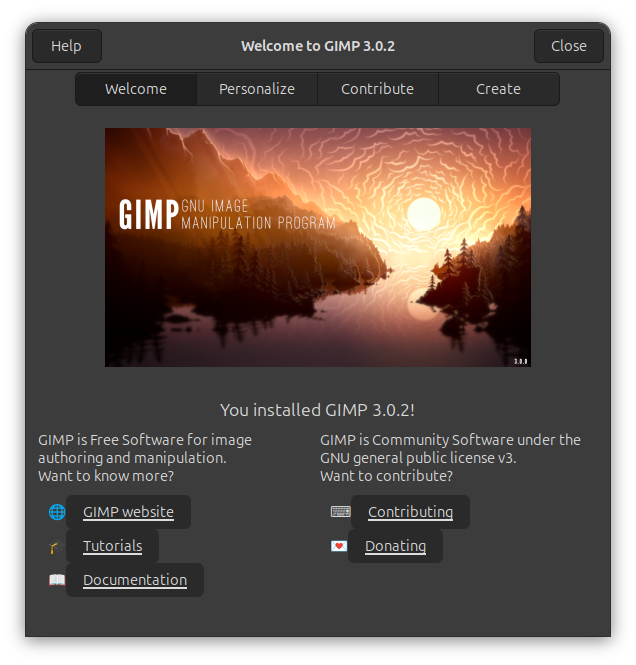 Help
Welcome to GIMP 3.0.2
Close
Welcome
Personalize
Contribute
Create
GIMP
GNU IMAGE
MANIPULATION PROGRAM
3.0.0
You installed GIMP 3.0.2!
GIMP is Free Software for image
authoring and manipulation.
Want to know more?
GIMP website
Tutorials
Documentation
GIMP is Community Software under the
GNU general public license v3.
Want to contribute?
Contributing
Donating